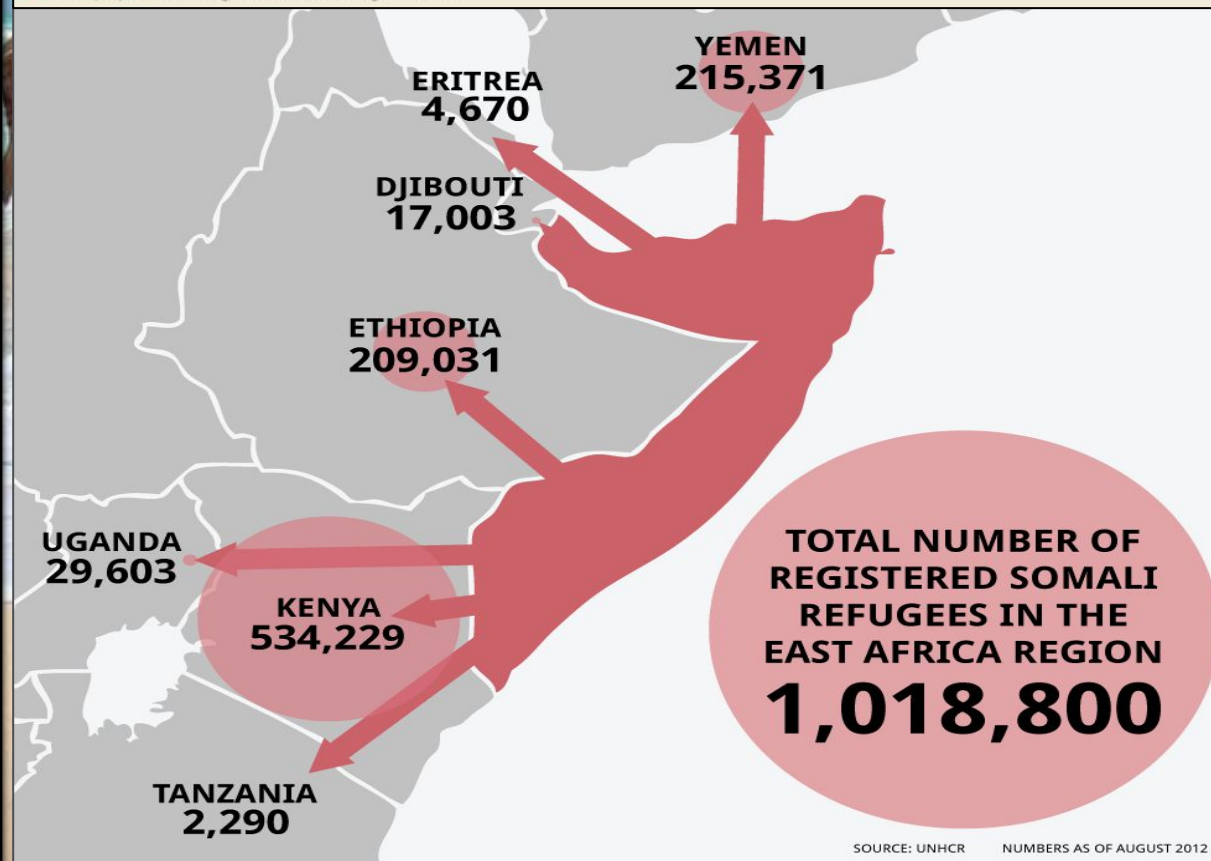 YEMEN
215,371
ERITREA
4,670
DJIBOUTI
17,003
ETHIOPIA
209,031
UGANDA
29,603
KENYA
534,229
TANZANIA
2,290
TOTAL NUMBER OF
REGISTERED SOMALI
REFUGEES IN THE
EAST AFRICA REGION
1,018,800
SOURCE: UNHCR NUMBERS AS OF AUGUST 2012